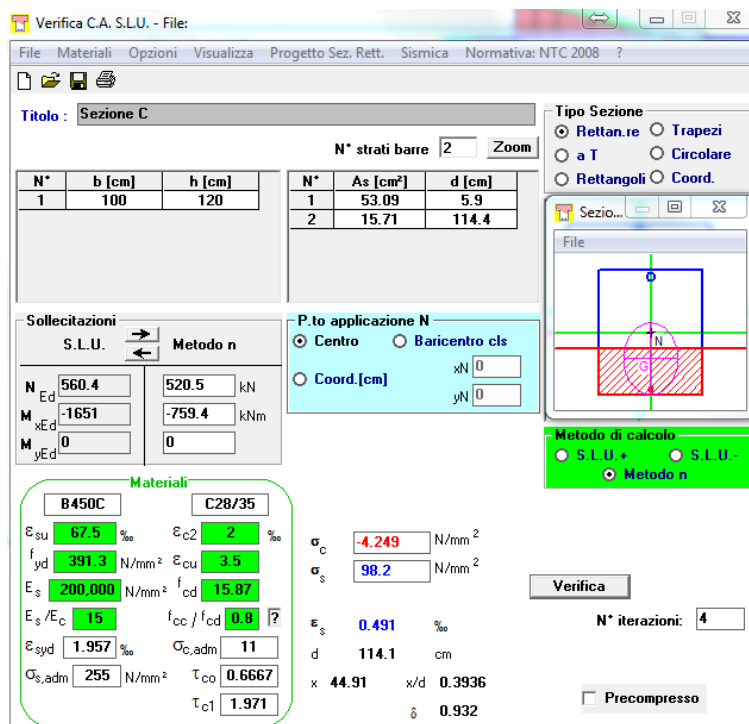 Verifica C.A. S.L.U. - File:
File Materiali Opzioni Visualizza Progetto Sez. Rett. Sismica Normativa: NTC 2008 ?
Titolo : Sezione C
N° strati barre 2 Zoom
N° b [cm] h [cm]
1 100 120
N° As [cm²] d [cm]
1 53.09 5.9
2 15.71 114.4
Tipo Sezione
Rettan.re Trapezi
a T Circolare
Rettangoli Coord.
Sezio...
File
N
G
Sollecitazioni
S.L.U. Metodo n
N Ed 560.4 520.5 kN
M xEd -1651 -759.4 kNm
M yEd 0 0
P.to applicazione N
Centro Baricentro cls
Coord.[cm] xN 0
yN 0
Metodo di calcolo
S.L.U.+ S.L.U.-
Metodo n
Materiali
B450C C28/35
εsu 67.5 ‰ εc2 2 ‰
fyd 391.3 N/mm² εcu 3.5
Es 200,000 N/mm² fcd 15.87
Es/Ec 15 fcc / fcd 0.8 ?
εsyd 1.957 ‰ σc,adm 11
σs,adm 255 N/mm² τco 0.6667
τc1 1.971
σc -4.249 N/mm²
σs 98.2 N/mm²
εs 0.491 ‰
d 114.1 cm
x 44.91 x/d 0.3936
δ 0.932
Verifica
N° iterazioni: 4
Precompresso